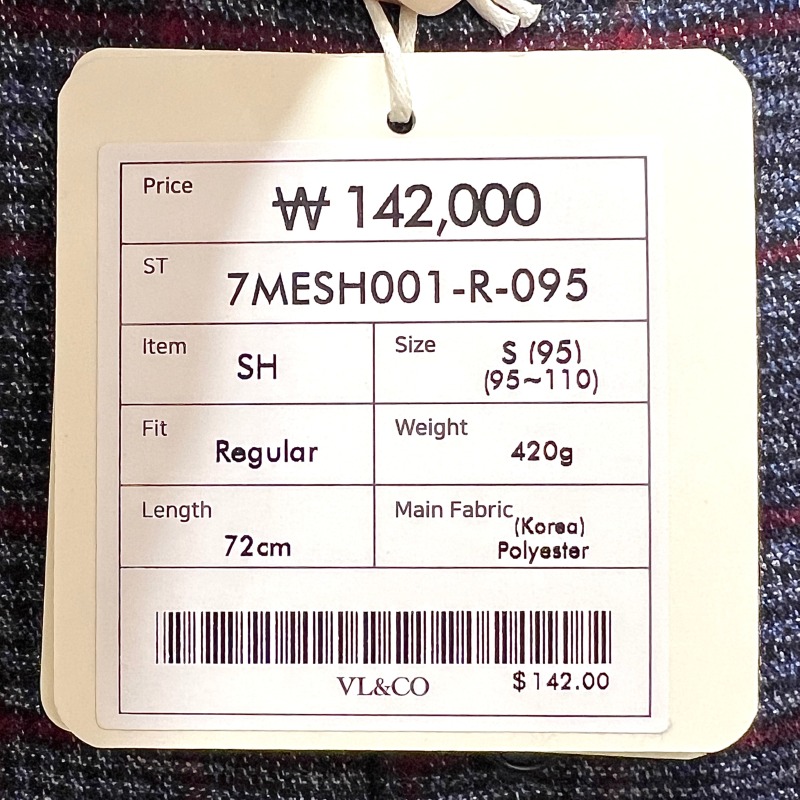 Price
₩ 142,000
ST
7MESH001-R-095
Item
SH
Size
S (95)
(95~110)
Fit
Regular
Weight
420g
Length
72cm
Main Fabric
(Korea)
Polyester
VL&CO
$142.00